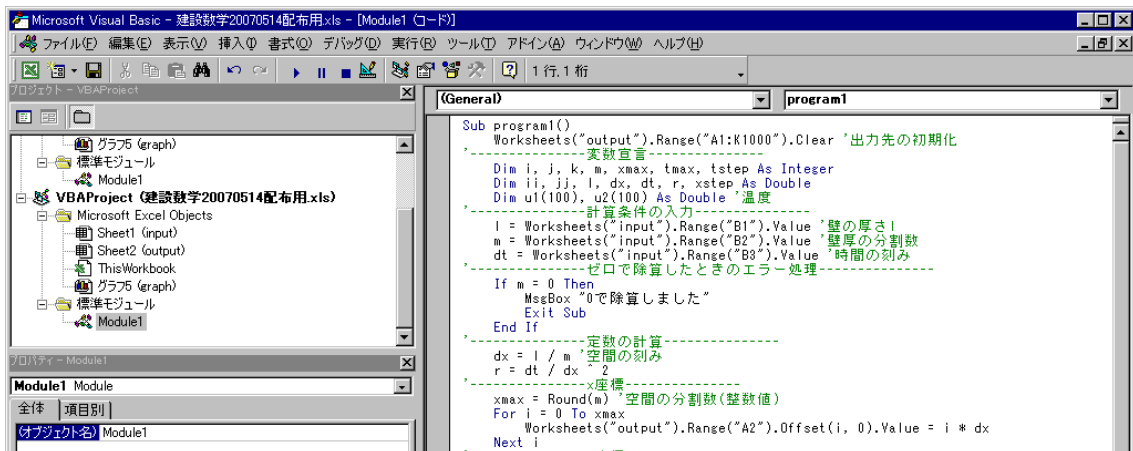 Microsoft Visual Basic - 建設数学20070514配布用.xls - [Module1 (コード)]
ファイル(F) 編集(E) 表示(V) 挿入(I) 書式(O) デバッグ(D) 実行(R) ツール(T) アドイン(A) ウィンドウ(W) ヘルプ(H)
1 行, 1 桁
プロジェクト - VBAProject
グラフ5 (graph)
標準モジュール
Module1
VBAProject (建設数学20070514配布用.xls)
Microsoft Excel Objects
Sheet1 (input)
Sheet2 (output)
ThisWorkbook
グラフ5 (graph)
標準モジュール
Module1
プロパティ - Module1
Module1 Module
全体 項目別
(オブジェクト名) Module1
(General) program1
Sub program1()
Worksheets("output").Range("A1:K1000").Clear '出力先の初期化
'---------------変数宣言---------------
Dim i, j, k, m, xmax, tmax, tstep As Integer
Dim ii, jj, l, dx, dt, r, xstep As Double
Dim u1(100), u2(100) As Double '温度
'---------------計算条件の入力---------------
l = Worksheets("input").Range("B1").Value '壁の厚さl
m = Worksheets("input").Range("B2").Value '壁厚の分割数
dt = Worksheets("input").Range("B3").Value '時間の刻み
'---------------ゼロで除算したときのエラー処理---------------
If m = 0 Then
MsgBox "0で除算しました"
Exit Sub
End If
'---------------定数の計算---------------
dx = l / m '空間の刻み
r = dt / dx ^ 2
'---------------x座標---------------
xmax = Round(m) '空間の分割数(整数値)
For i = 0 To xmax
Worksheets("output").Range("A2").Offset(i, 0).Value = i * dx
Next i